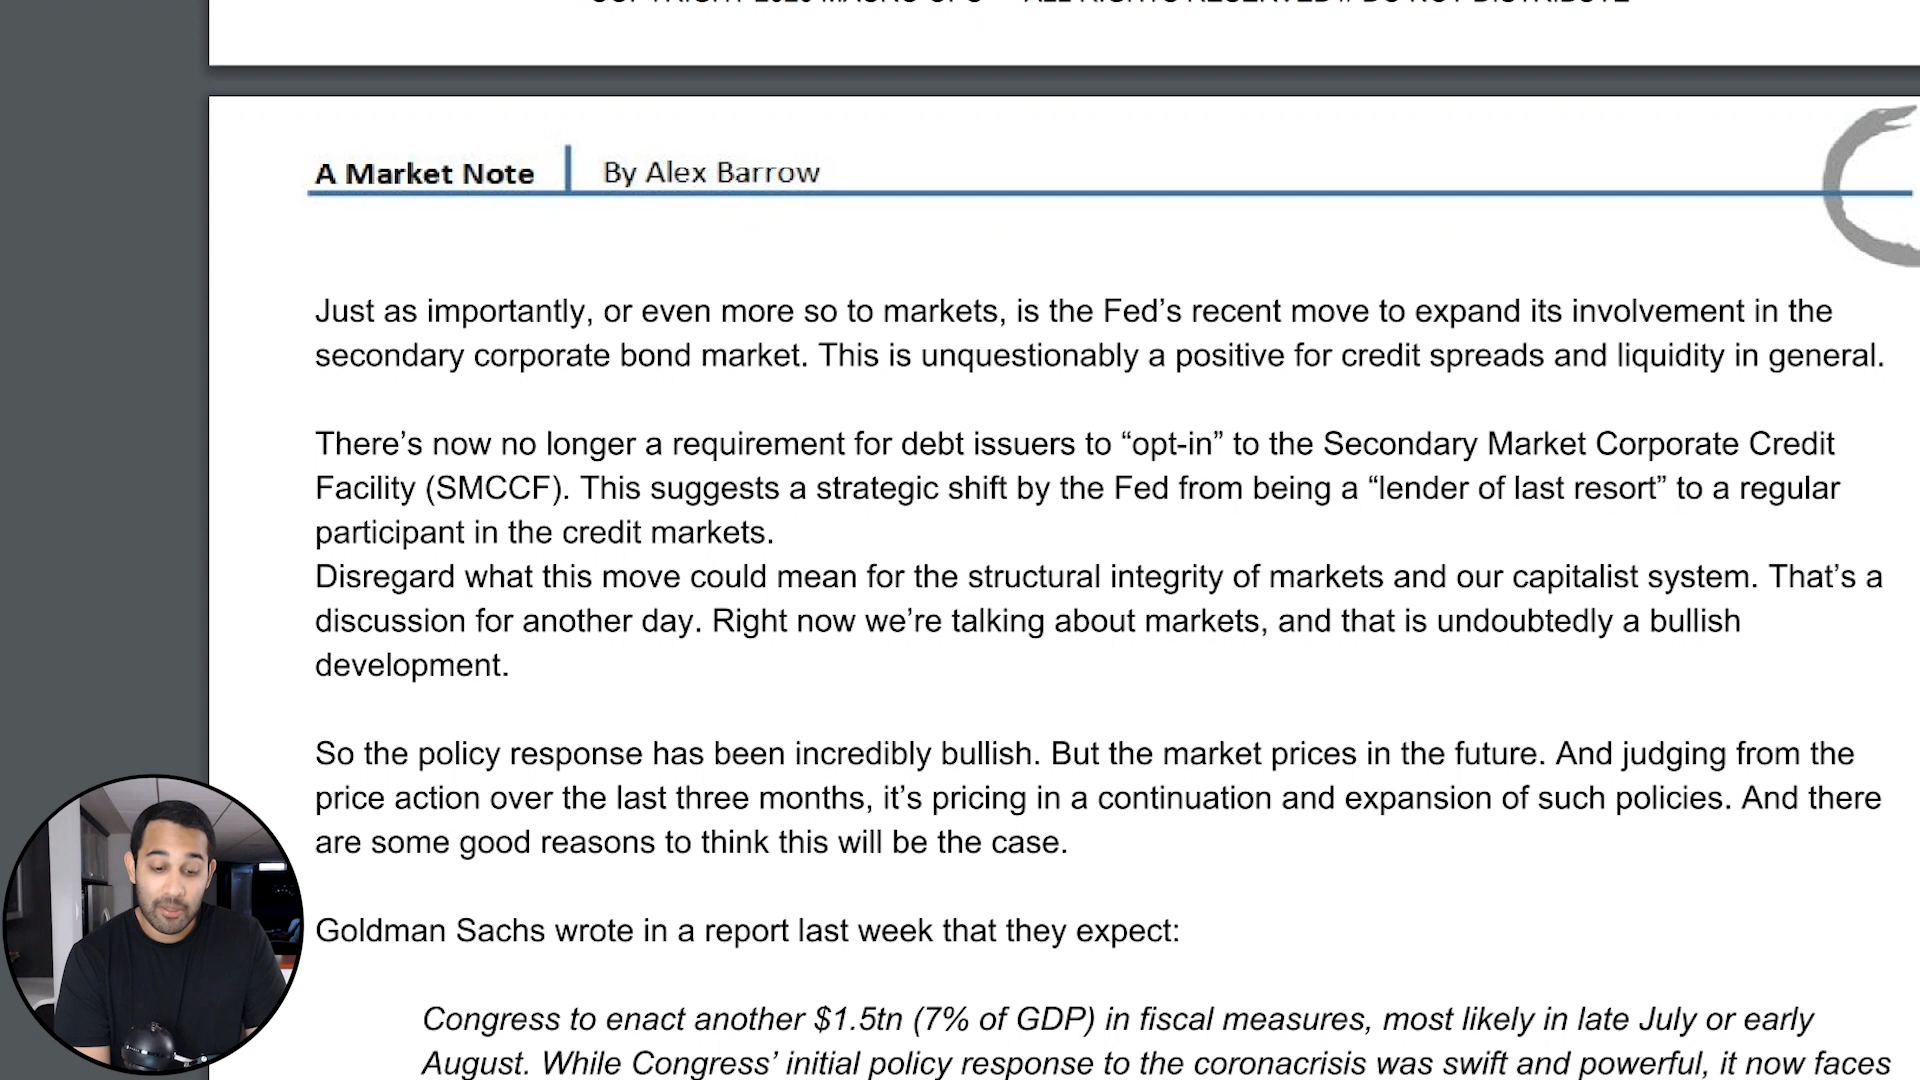 A Market Note
By Alex Barrow
Just as importantly, or even more so to markets, is the Fed’s recent move to expand its involvement in the
secondary corporate bond market. This is unquestionably a positive for credit spreads and liquidity in general.
There’s now no longer a requirement for debt issuers to “opt-in” to the Secondary Market Corporate Credit
Facility (SMCCF). This suggests a strategic shift by the Fed from being a “lender of last resort” to a regular
participant in the credit markets.
Disregard what this move could mean for the structural integrity of markets and our capitalist system. That’s a
discussion for another day. Right now we’re talking about markets, and that is undoubtedly a bullish
development.
So the policy response has been incredibly bullish. But the market prices in the future. And judging from the
price action over the last three months, it’s pricing in a continuation and expansion of such policies. And there
are some good reasons to think this will be the case.
Goldman Sachs wrote in a report last week that they expect:
Congress to enact another $1.5tn (7% of GDP) in fiscal measures, most likely in late July or early
August. While Congress’ initial policy response to the coronacrisis was swift and powerful, it now faces